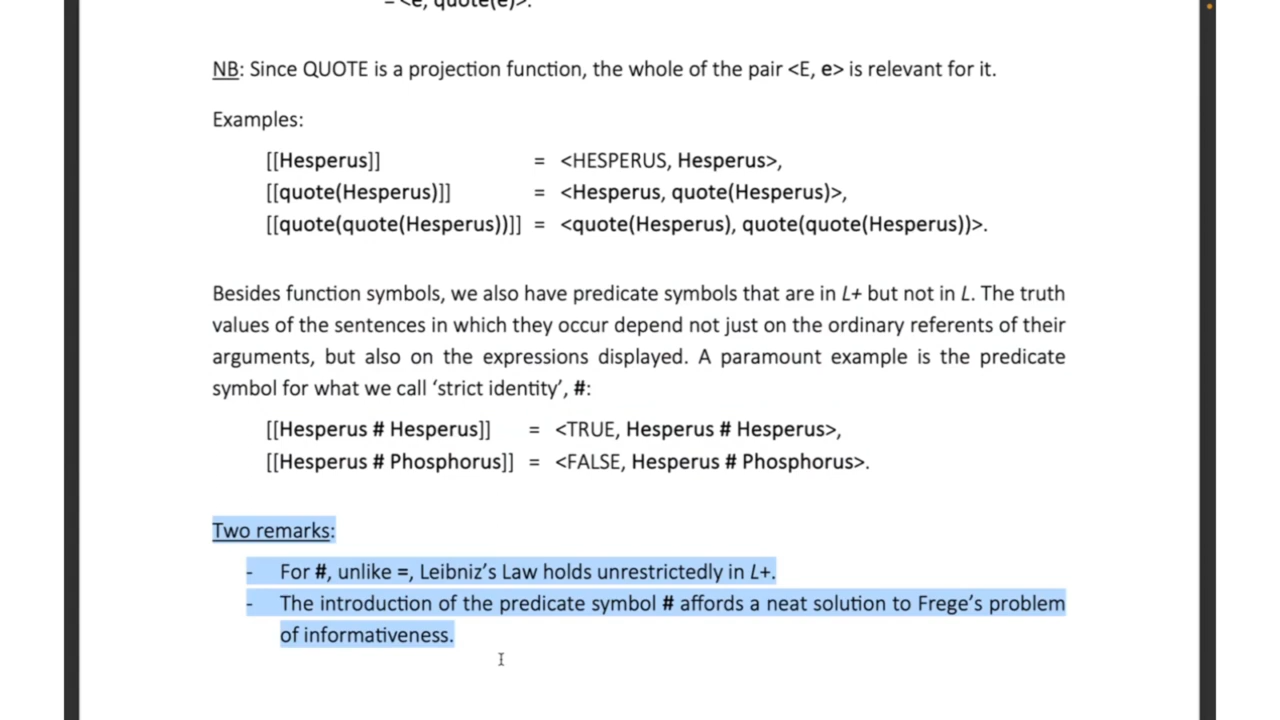 = <e, quote(e)>.
NB: Since QUOTE is a projection function, the whole of the pair <E, e> is relevant for it.
Examples:
[[Hesperus]] = <HESPERUS, Hesperus>,
[[quote(Hesperus)]] = <Hesperus, quote(Hesperus)>,
[[quote(quote(Hesperus))]] = <quote(Hesperus), quote(quote(Hesperus))>.
Besides function symbols, we also have predicate symbols that are in L+ but not in L. The truth
values of the sentences in which they occur depend not just on the ordinary referents of their
arguments, but also on the expressions displayed. A paramount example is the predicate
symbol for what we call ‘strict identity’, #:
[[Hesperus # Hesperus]] = <TRUE, Hesperus # Hesperus>,
[[Hesperus # Phosphorus]] = <FALSE, Hesperus # Phosphorus>.
Two remarks:
- For #, unlike =, Leibniz’s Law holds unrestrictedly in L+.
- The introduction of the predicate symbol # affords a neat solution to Frege’s problem
of informativeness.